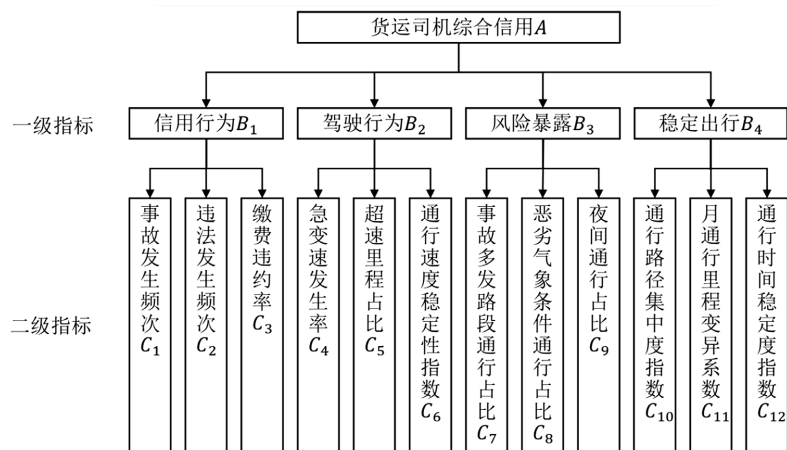 货运司机综合信用A
一级指标
信用行为B₁
驾驶行为B₂
风险暴露B₃
稳定出行B₄
二级指标
事故发生频次C₁
违法发生频次C₂
缴费违约率C₃
急变速发生率C₄
超速里程占比C₅
通行速度稳定性指数C₆
事故多发路段通行占比C₇
恶劣气象条件通行占比C₈
夜间通行占比C₉
通行路径集中度指数C₁₀
月通行里程变异系数C₁₁
通行时间稳定度指数C₁₂